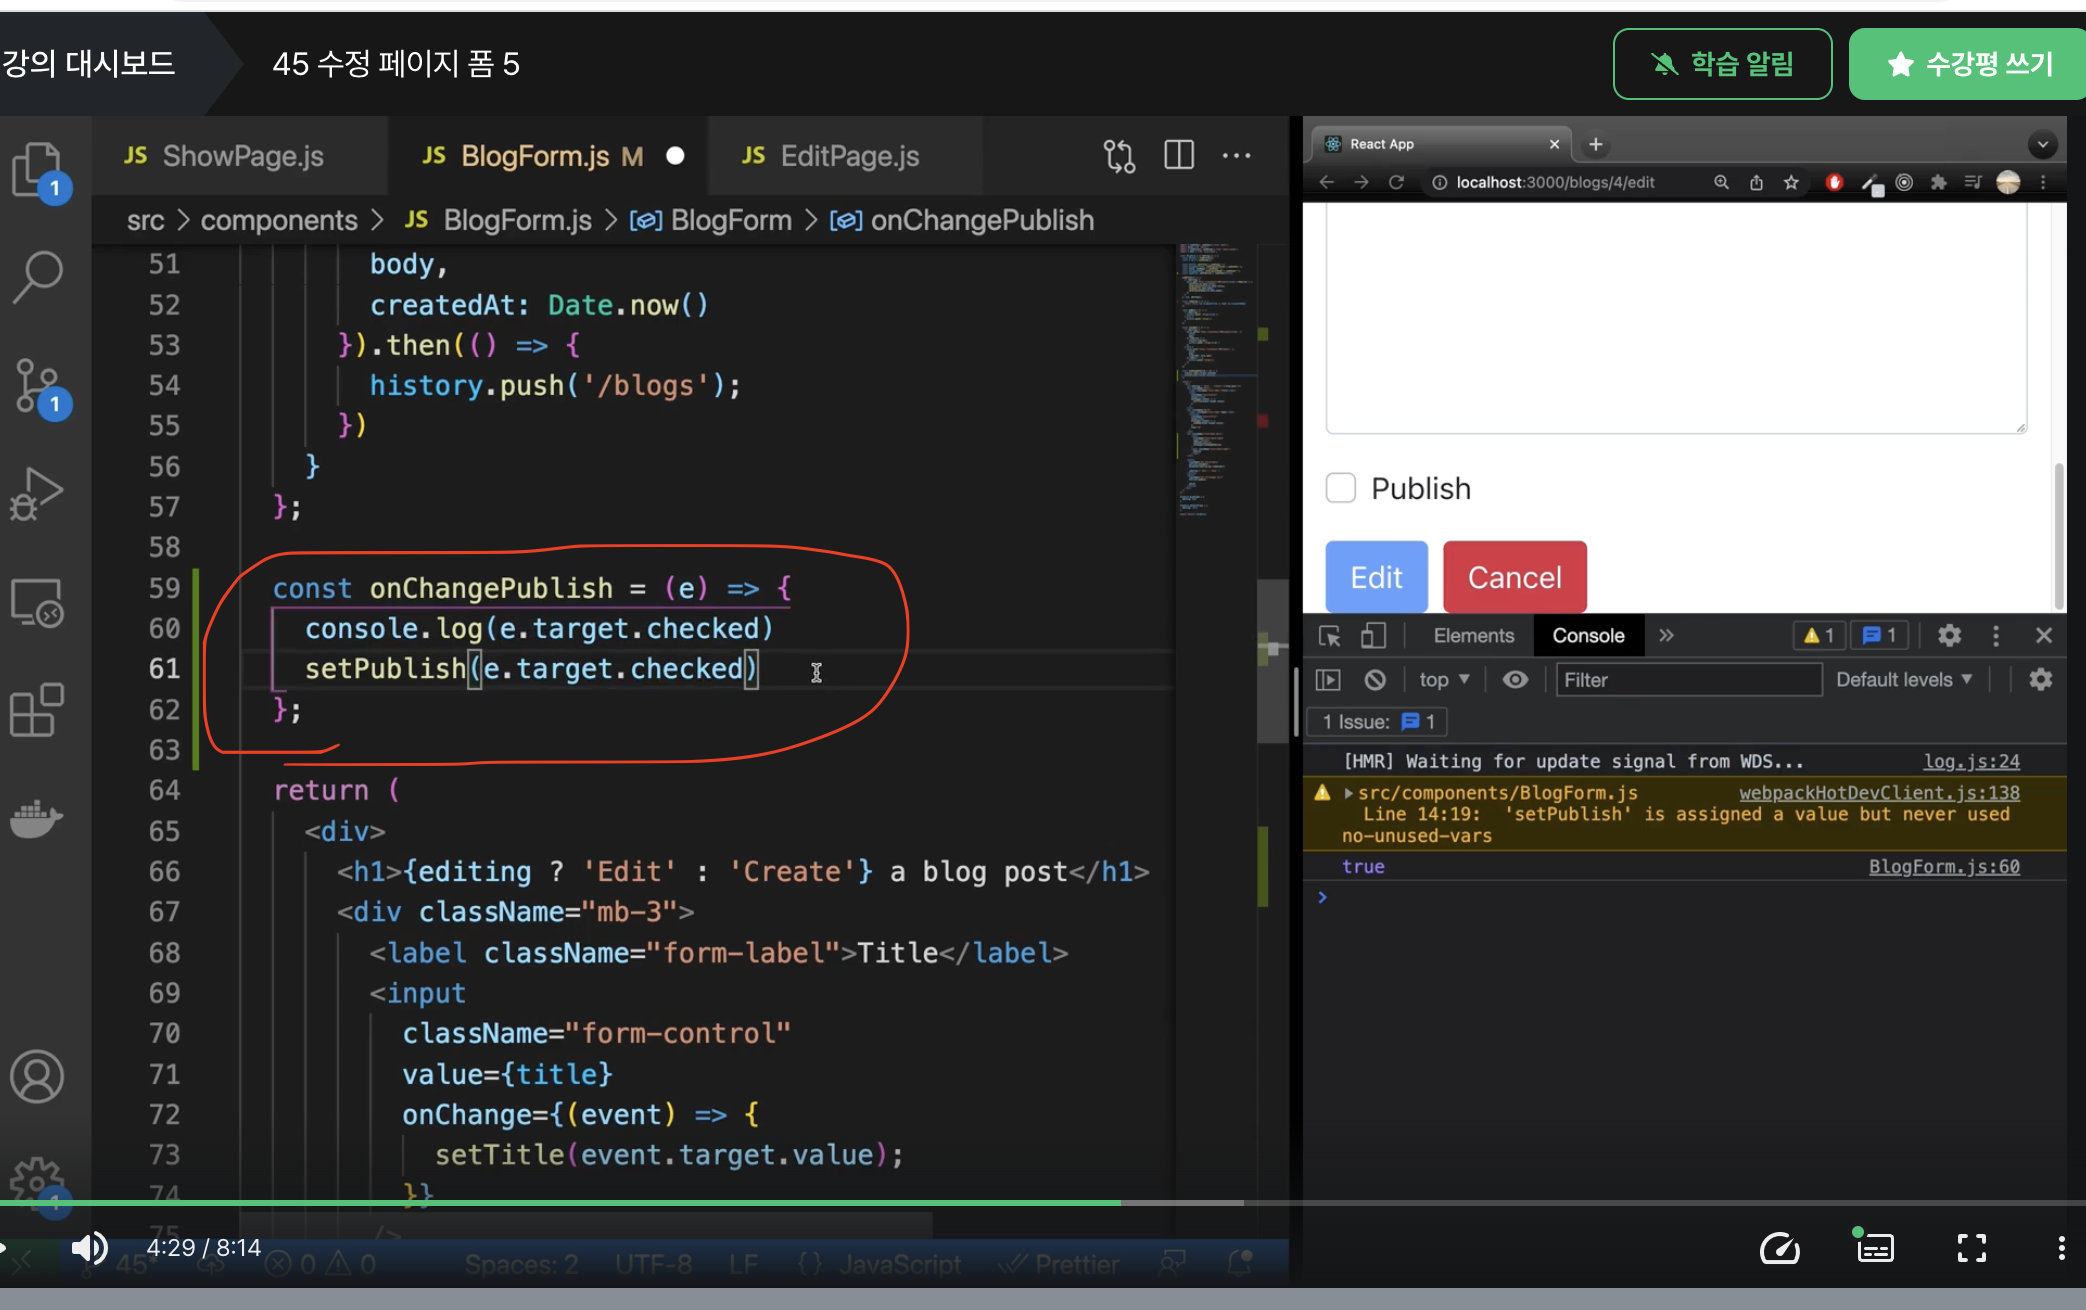 강의 대시보드
45 수정 페이지 폼 5
학습 알림
수강평 쓰기
JS ShowPage.js
JS BlogForm.js M
JS EditPage.js
src > components > JS BlogForm.js > BlogForm > onChangePublish
51 body,
52 createdAt: Date.now()
53 }).then(() => {
54 history.push('/blogs');
55 })
56 }
57 };
58
59 const onChangePublish = (e) => {
60 console.log(e.target.checked)
61 setPublish(e.target.checked)
62 };
63
64 return (
65 <div>
66 <h1>{editing ? 'Edit' : 'Create'} a blog post</h1>
67 <div className="mb-3">
68 <label className="form-label">Title</label>
69 <input
70 className="form-control"
71 value={title}
72 onChange={(event) => {
73 setTitle(event.target.value);
74 }}
75 />
1
1
1
4:29 / 8:14
45*
0 0
Spaces: 2
UTF-8
LF
{} JavaScript
Prettier
React App
localhost:3000/blogs/4/edit
Publish
Edit
Cancel
Elements
Console
1
1
top
Filter
Default levels
1 Issue: 1
[HMR] Waiting for update signal from WDS... log.js:24
src/components/BlogForm.js webpackHotDevClient.js:138
Line 14:19: 'setPublish' is assigned a value but never used
no-unused-vars
true BlogForm.js:60